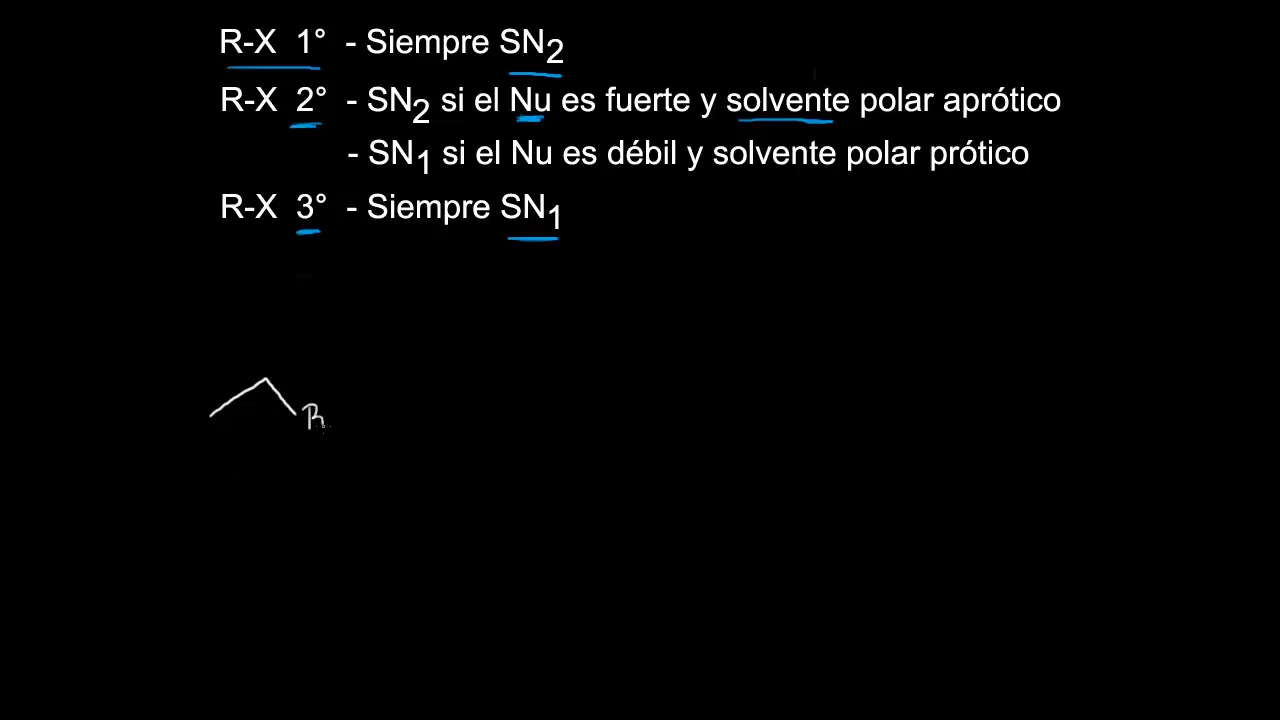 R-X 1° - Siempre SN₂
R-X 2° - SN₂ si el Nu es fuerte y solvente polar aprótico
- SN₁ si el Nu es débil y solvente polar prótico
R-X 3° - Siempre SN₁